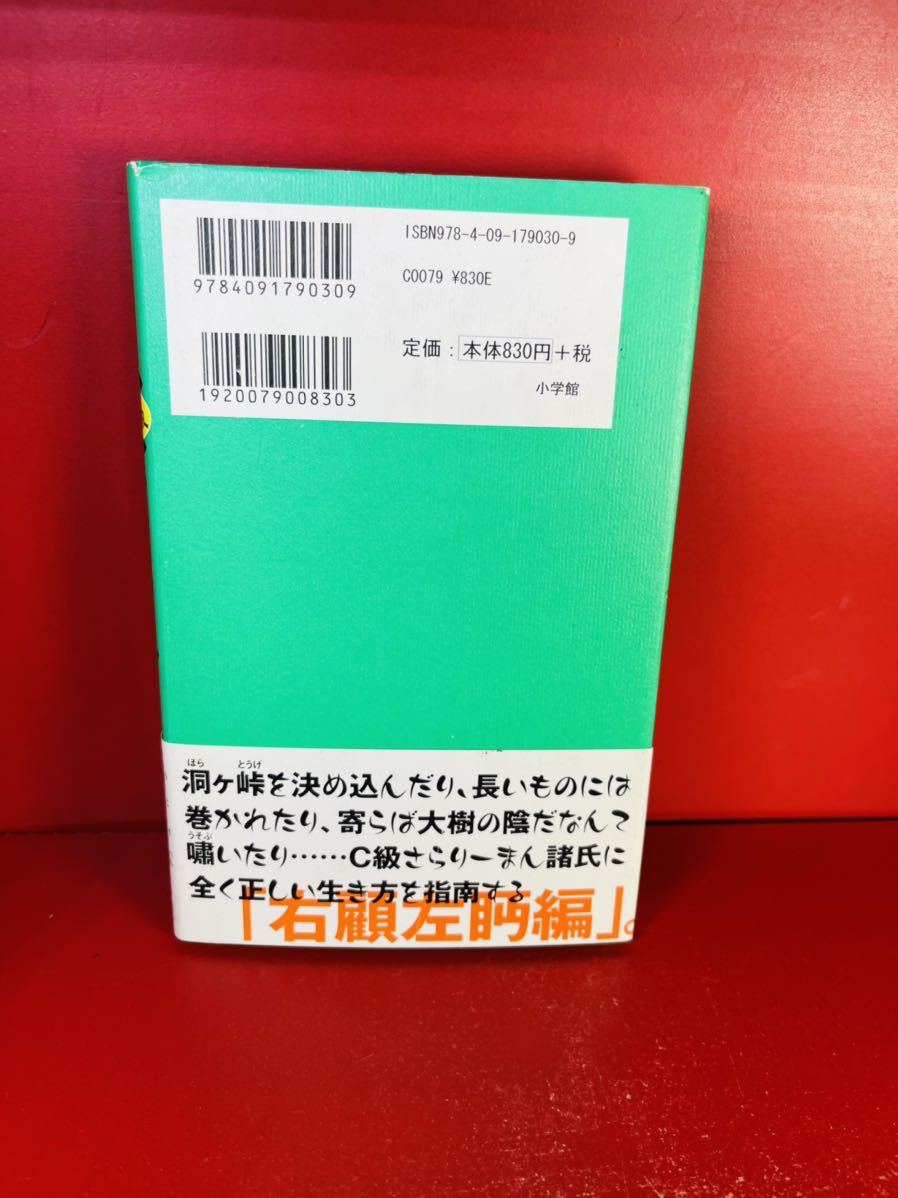 ISBN978-4-09-179030-9
9784091790309
C0079 ¥830E
定価：本体830円+税
1920079008303
小学館
洞ヶ峠を決め込んだり、長いものには
巻かれたり、寄らば大樹の陰だなんて
嘯いたり……C級さらりーまん諸氏に
全く正しい生き方を指南する
「右顧左眄編」。
ほら
とうげ
うそぶ